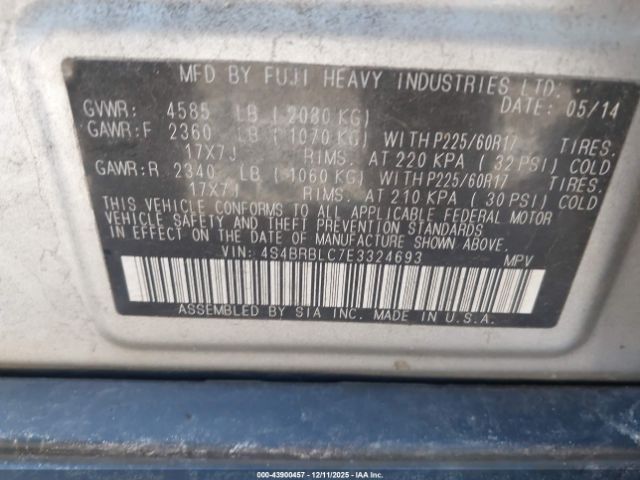 MFD BY FUJI HEAVY INDUSTRIES LTD.
DATE: 05/14
GVWR: 4585 LB ( 2080 KG)
GAWR:F 2360 LB ( 1070 KG) WITH P225/60R17 TIRES.
17X7J RIMS. AT 220 KPA ( 32 PSI) COLD
GAWR:R 2340 LB ( 1060 KG) WITH P225/60R17 TIRES.
17X7J RIMS. AT 210 KPA ( 30 PSI) COLD
THIS VEHICLE CONFORMS TO ALL APPLICABLE FEDERAL MOTOR
VEHICLE SAFETY AND THEFT PREVENTION STANDARDS
IN EFFECT ON THE DATE OF MANUFACTURE SHOWN ABOVE.
VIN: 4S4BRBLC7E3324693 MPV
ASSEMBLED BY SIA INC. MADE IN U.S.A.
© 43900457 - 12/11/2025 - IAAI.COM